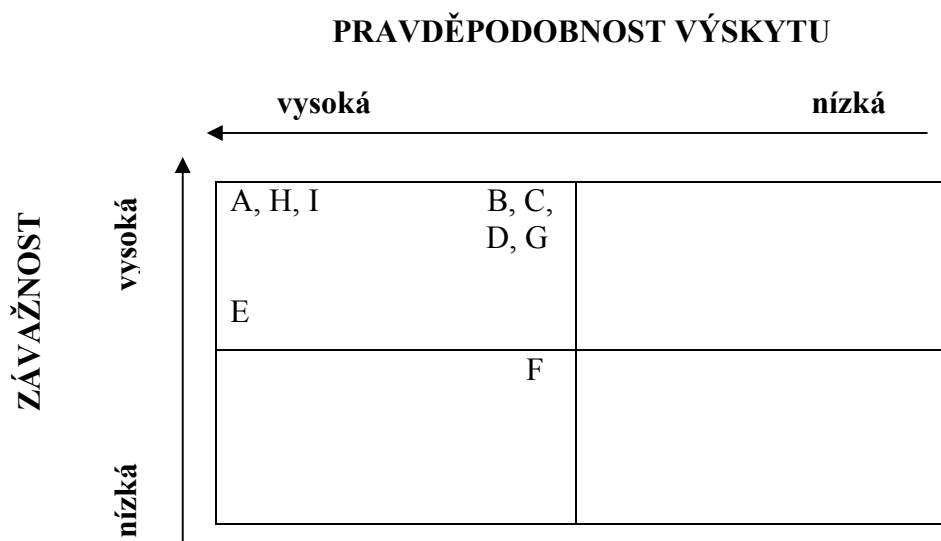 PRAVDĚPODOBNOST VÝSKYTU
vysoká nízká
ZÁVAŽNOST
vysoká
nízká
A, H, I B, C,
D, G
E
F